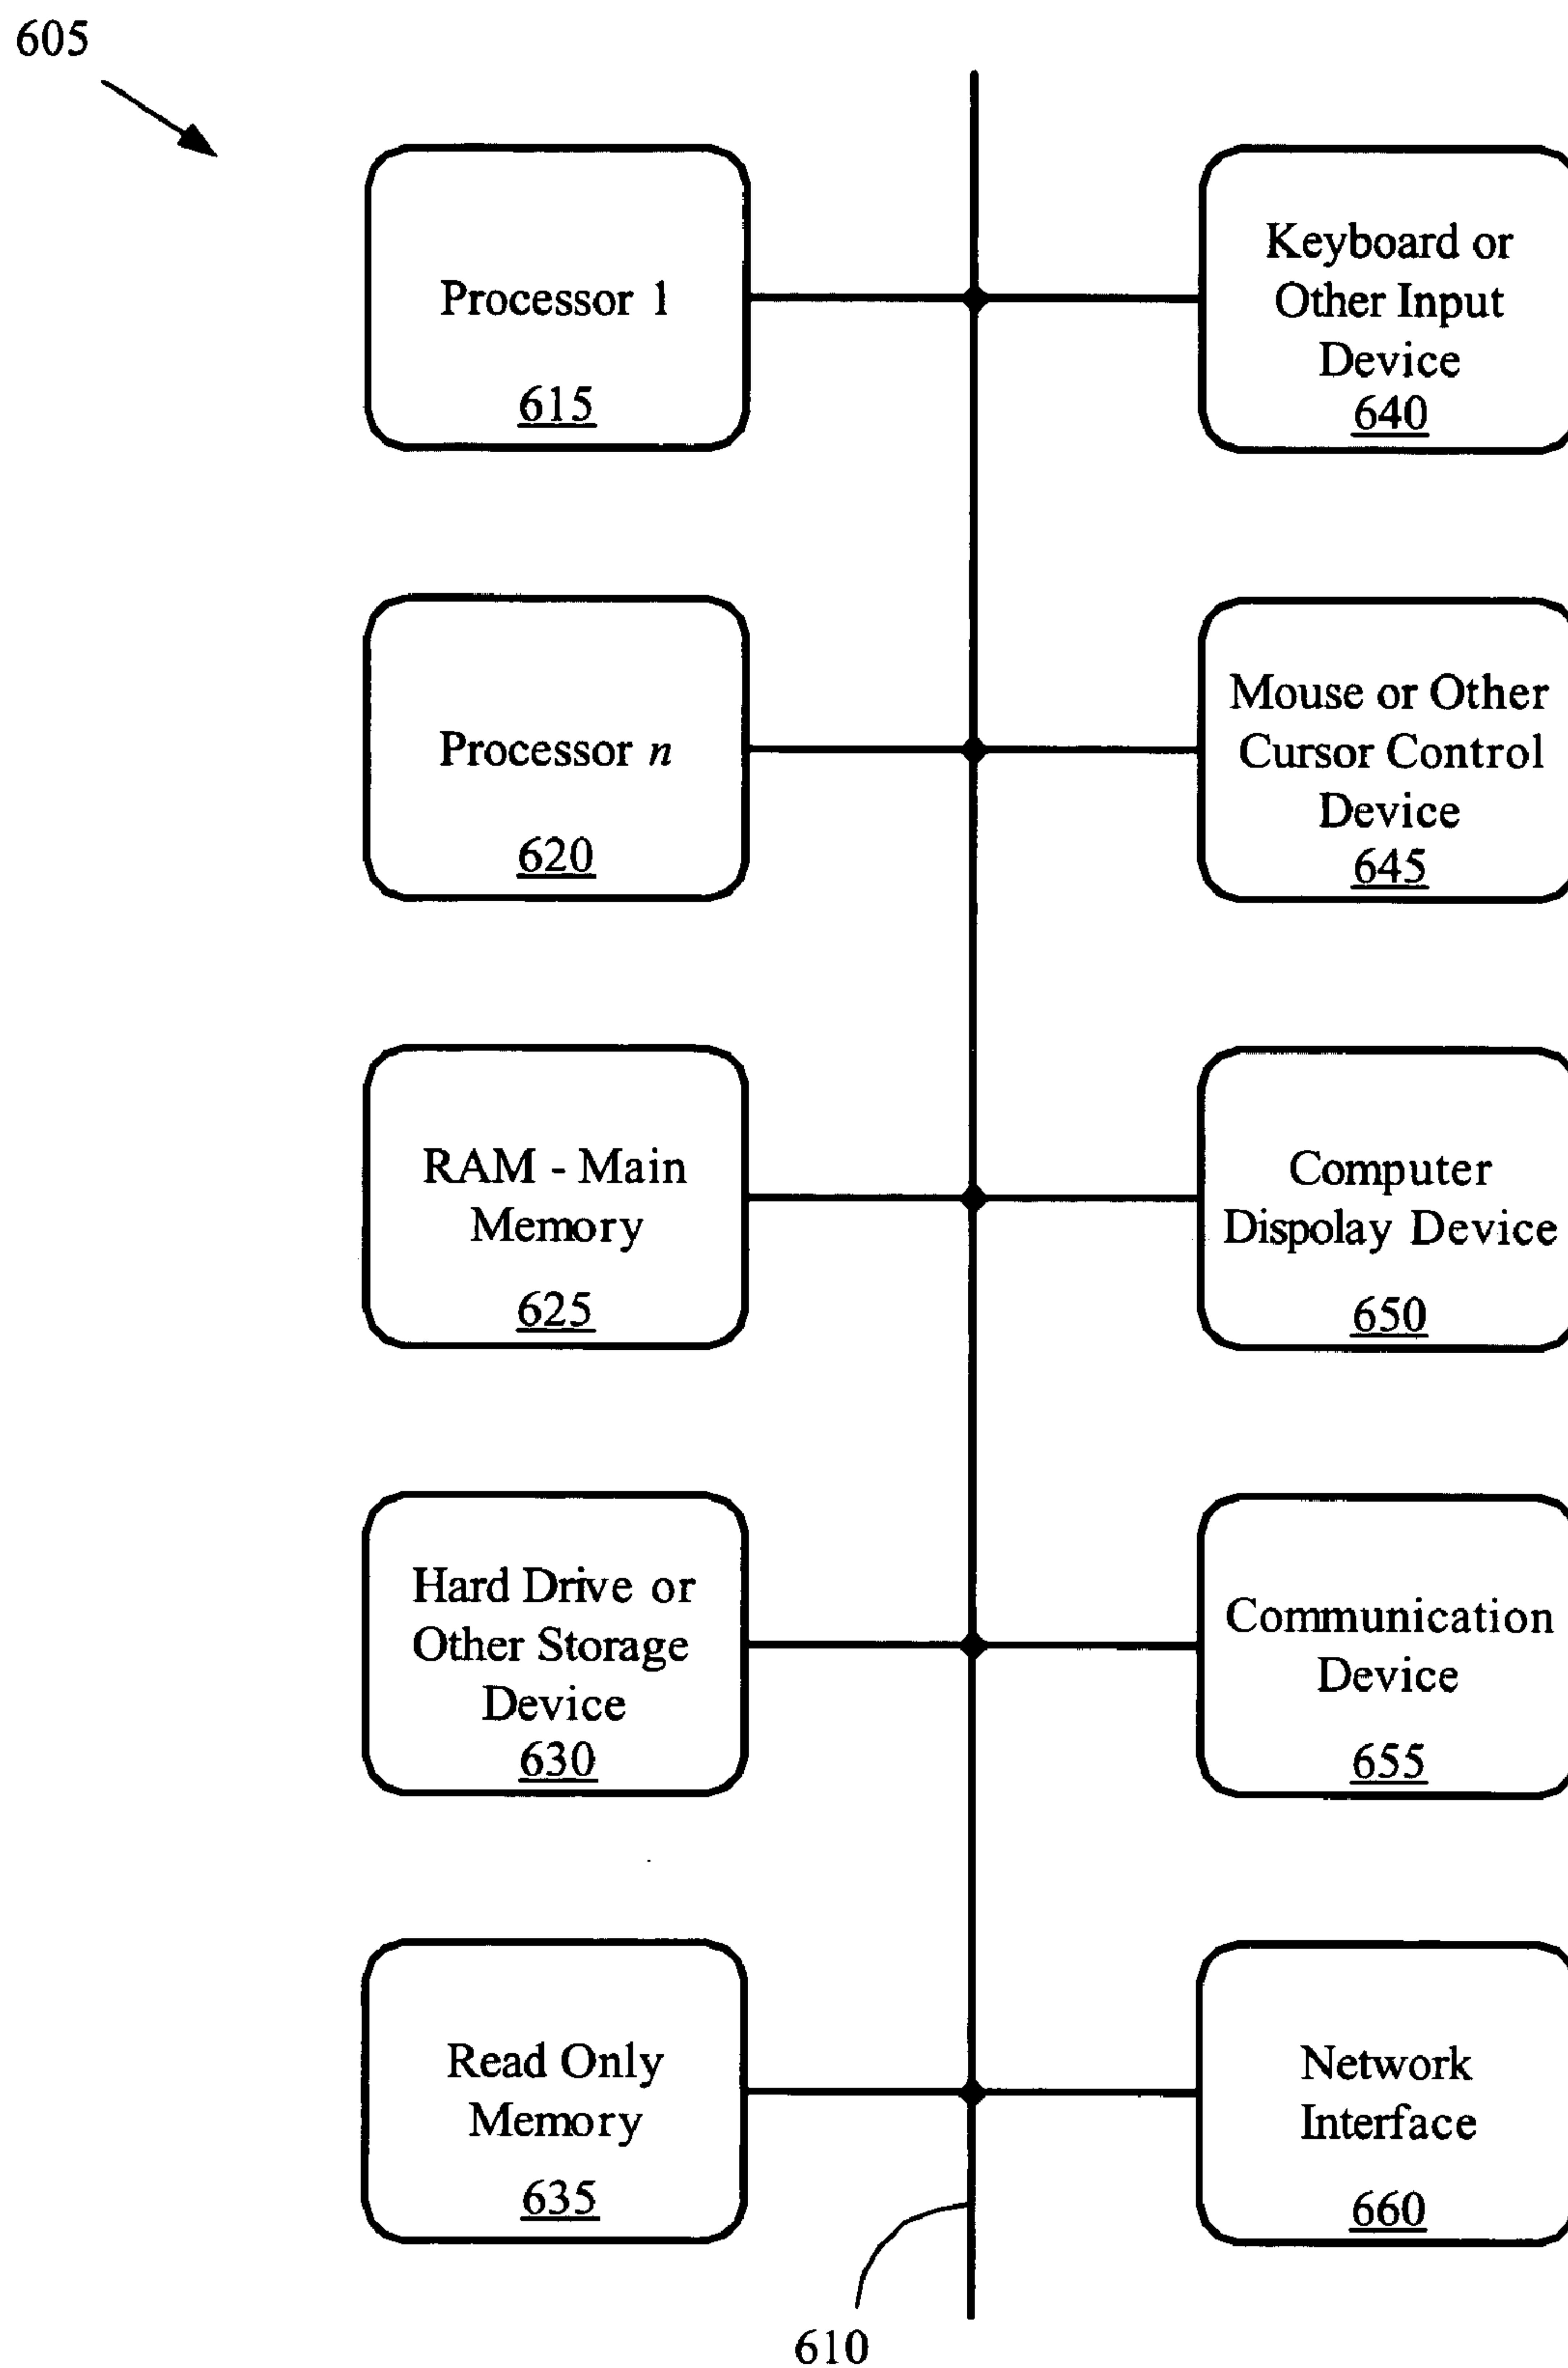 605
Processor 1
615
Keyboard or
Other Input
Device
640
Processor n
620
Mouse or Other
Cursor Control
Device
645
RAM - Main
Memory
625
Computer
Dispolay Device
650
Hard Drive or
Other Storage
Device
630
Communication
Device
655
Read Only
Memory
635
Network
Interface
660
610